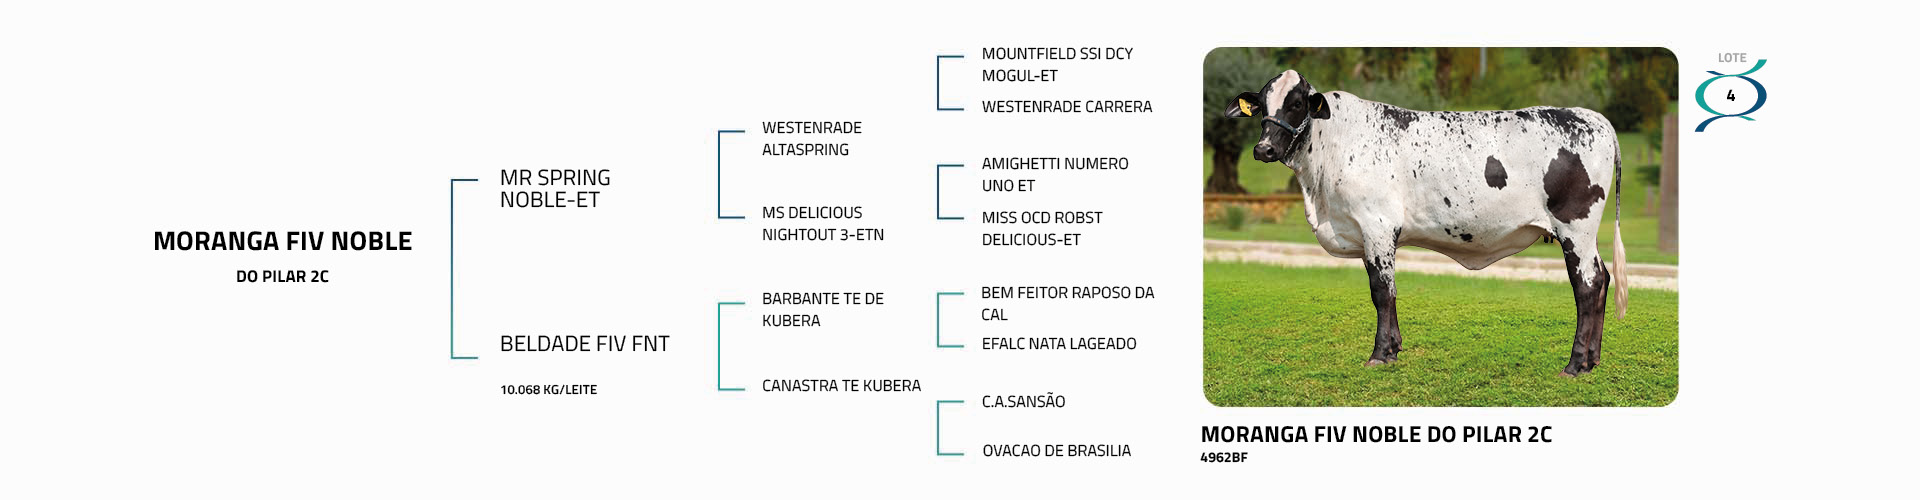 MORANGA FIV NOBLE
DO PILAR 2C
MR SPRING
NOBLE-ET
BELDADE FIV FNT
10.068 KG/LEITE
WESTENRADE
ALTASPRING
MS DELICIOUS
NIGHTOUT 3-ETN
BARBANTE TE DE
KUBERA
CANASTRA TE KUBERA
MOUNTFIELD SSI DCY
MOGUL-ET
WESTENRADE CARRERA
AMIGHETTI NUMERO
UNO ET
MISS OCD ROBST
DELICIOUS-ET
BEM FEITOR RAPOSO DA
CAL
EFALC NATA LAGEADO
C.A.SANSÃO
OVACAO DE BRASILIA
LOTE
4
MORANGA FIV NOBLE DO PILAR 2C
4962BF